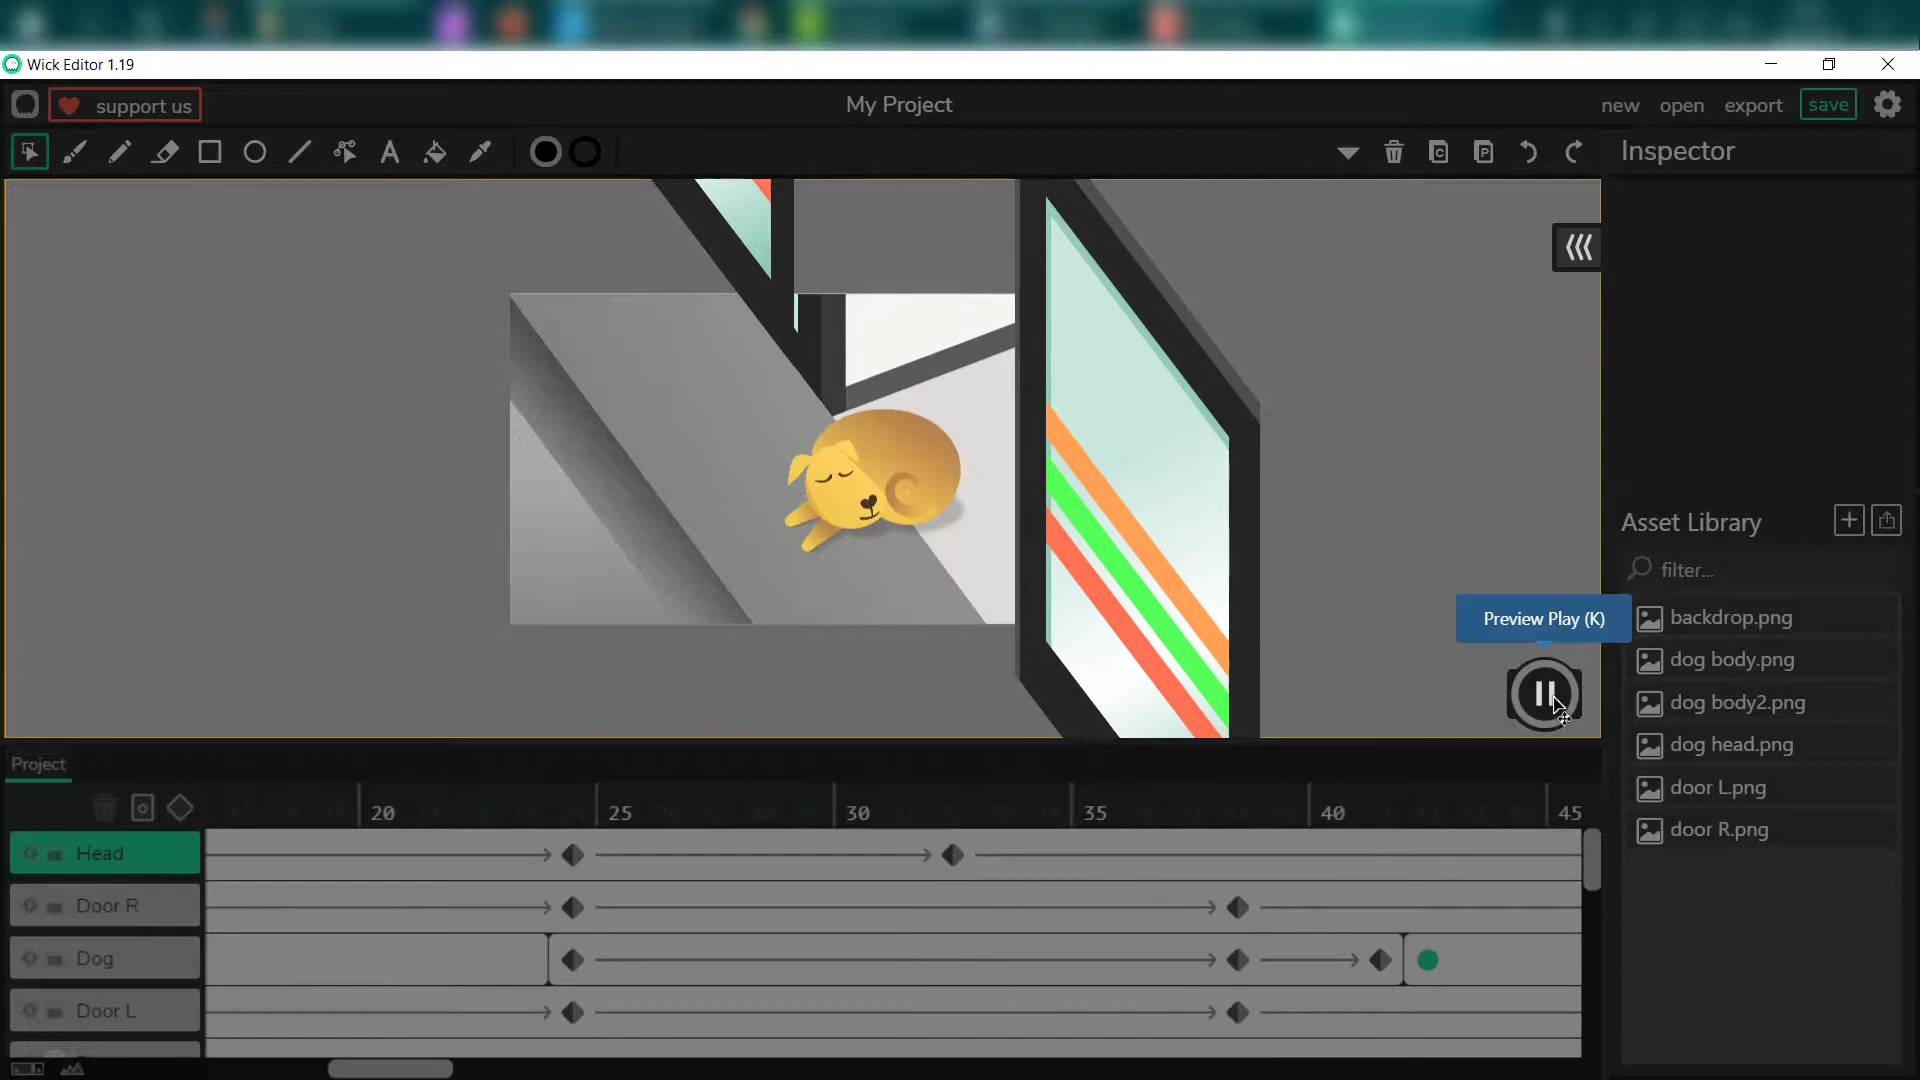 Wick Editor 1.19
support us
My Project
new open export save
Inspector
Preview Play (K)
Asset Library
filter...
backdrop.png
dog body.png
dog body2.png
dog head.png
door L.png
door R.png
Project
20 25 30 35 40 45
Head
Door R
Dog
Door L